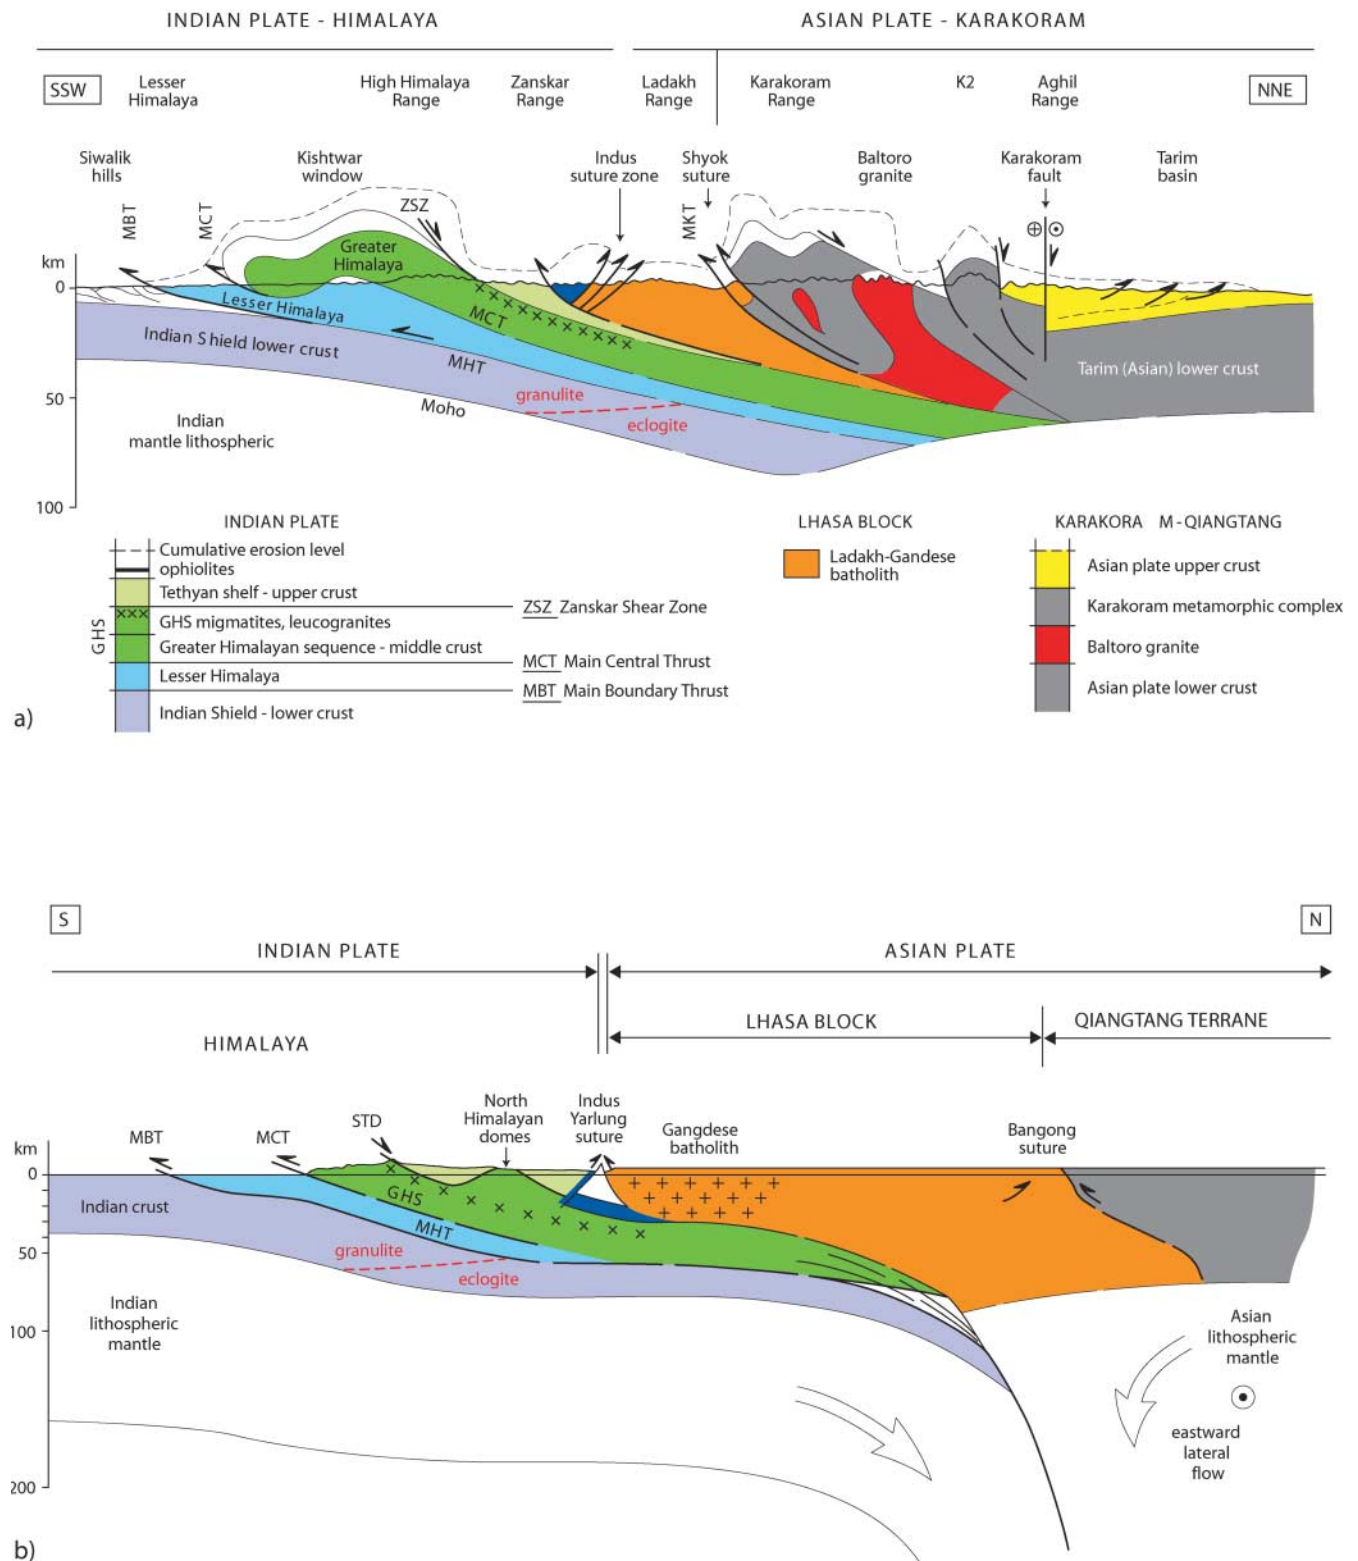 INDIAN PLATE - HIMALAYA
ASIAN PLATE - KARAKORAM
SSW
Lesser
Himalaya
High Himalaya
Range
Zanskar
Range
Ladakh
Range
Karakoram
Range
K2
Aghil
Range
NNE
Siwalik
hills
MBT
MCT
Kishtwar
window
ZSZ
Indus
suture zone
Shyok
suture
MKT
Baltoro
granite
Karakoram
fault
Tarim
basin
km
0
50
100
Greater
Himalaya
Lesser Himalaya
MCT
Indian Shield lower crust
MHT
Moho
granulite
eclogite
Indian
mantle lithospheric
Tarim (Asian) lower crust
INDIAN PLATE
Cumulative erosion level
ophiolites
Tethyan shelf - upper crust
GHS migmatites, leucogranites
Greater Himalayan sequence - middle crust
Lesser Himalaya
Indian Shield - lower crust
GHS
ZSZ Zanskar Shear Zone
MCT Main Central Thrust
MBT Main Boundary Thrust
LHASA BLOCK
Ladakh-Gandese
batholith
KARAKORA M-QIANGTANG
Asian plate upper crust
Karakoram metamorphic complex
Baltoro granite
Asian plate lower crust
a)
S
N
INDIAN PLATE
ASIAN PLATE
LHASA BLOCK
QIANGTANG TERRANE
HIMALAYA
MBT
MCT
STD
North
Himalayan
domes
Indus
Yarlung
suture
Gangdese
batholith
Bangong
suture
km
0
50
100
200
Indian crust
GHS
MHT
granulite
eclogite
Indian
lithospheric
mantle
Asian
lithospheric
mantle
eastward
lateral
flow
b)